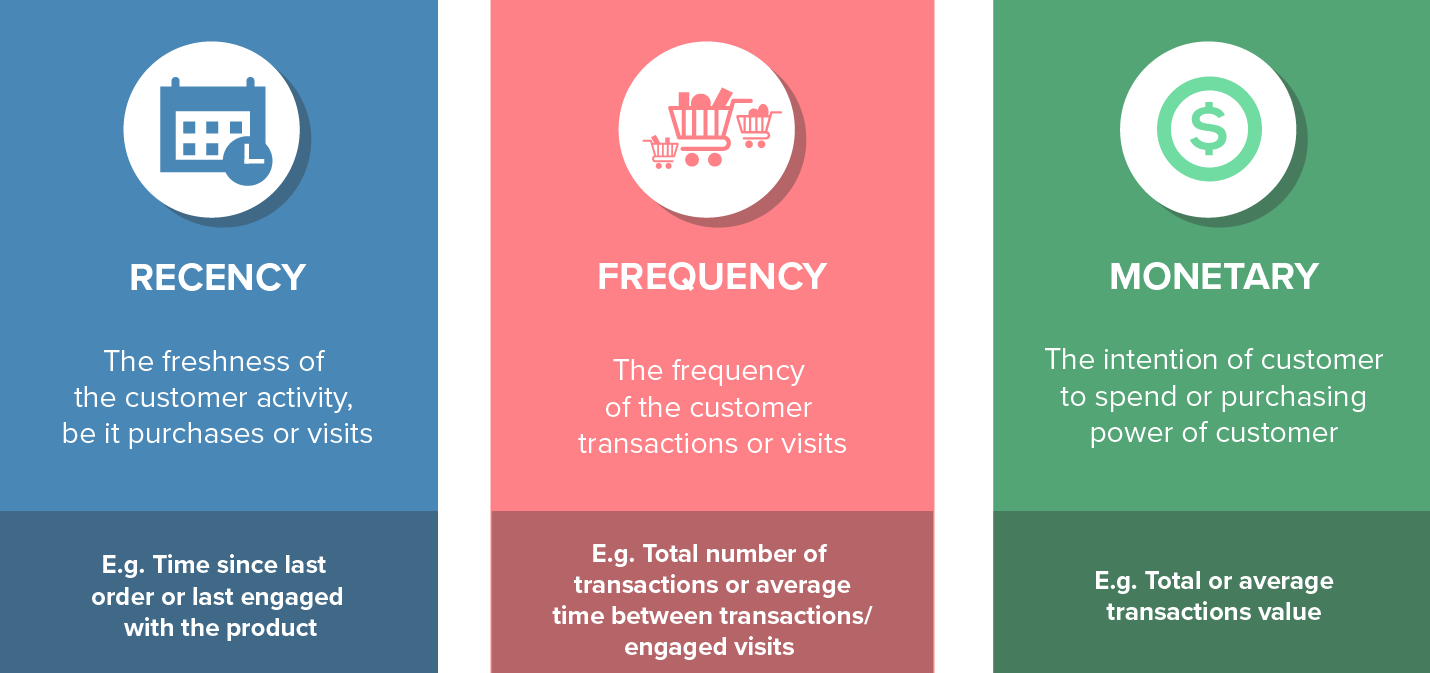 RECENCY
The freshness of
the customer activity,
be it purchases or visits
E.g. Time since last
order or last engaged
with the product
FREQUENCY
The frequency
of the customer
transactions or visits
E.g. Total number of
transactions or average
time between transactions/
engaged visits
MONETARY
The intention of customer
to spend or purchasing
power of customer
E.g. Total or average
transactions value